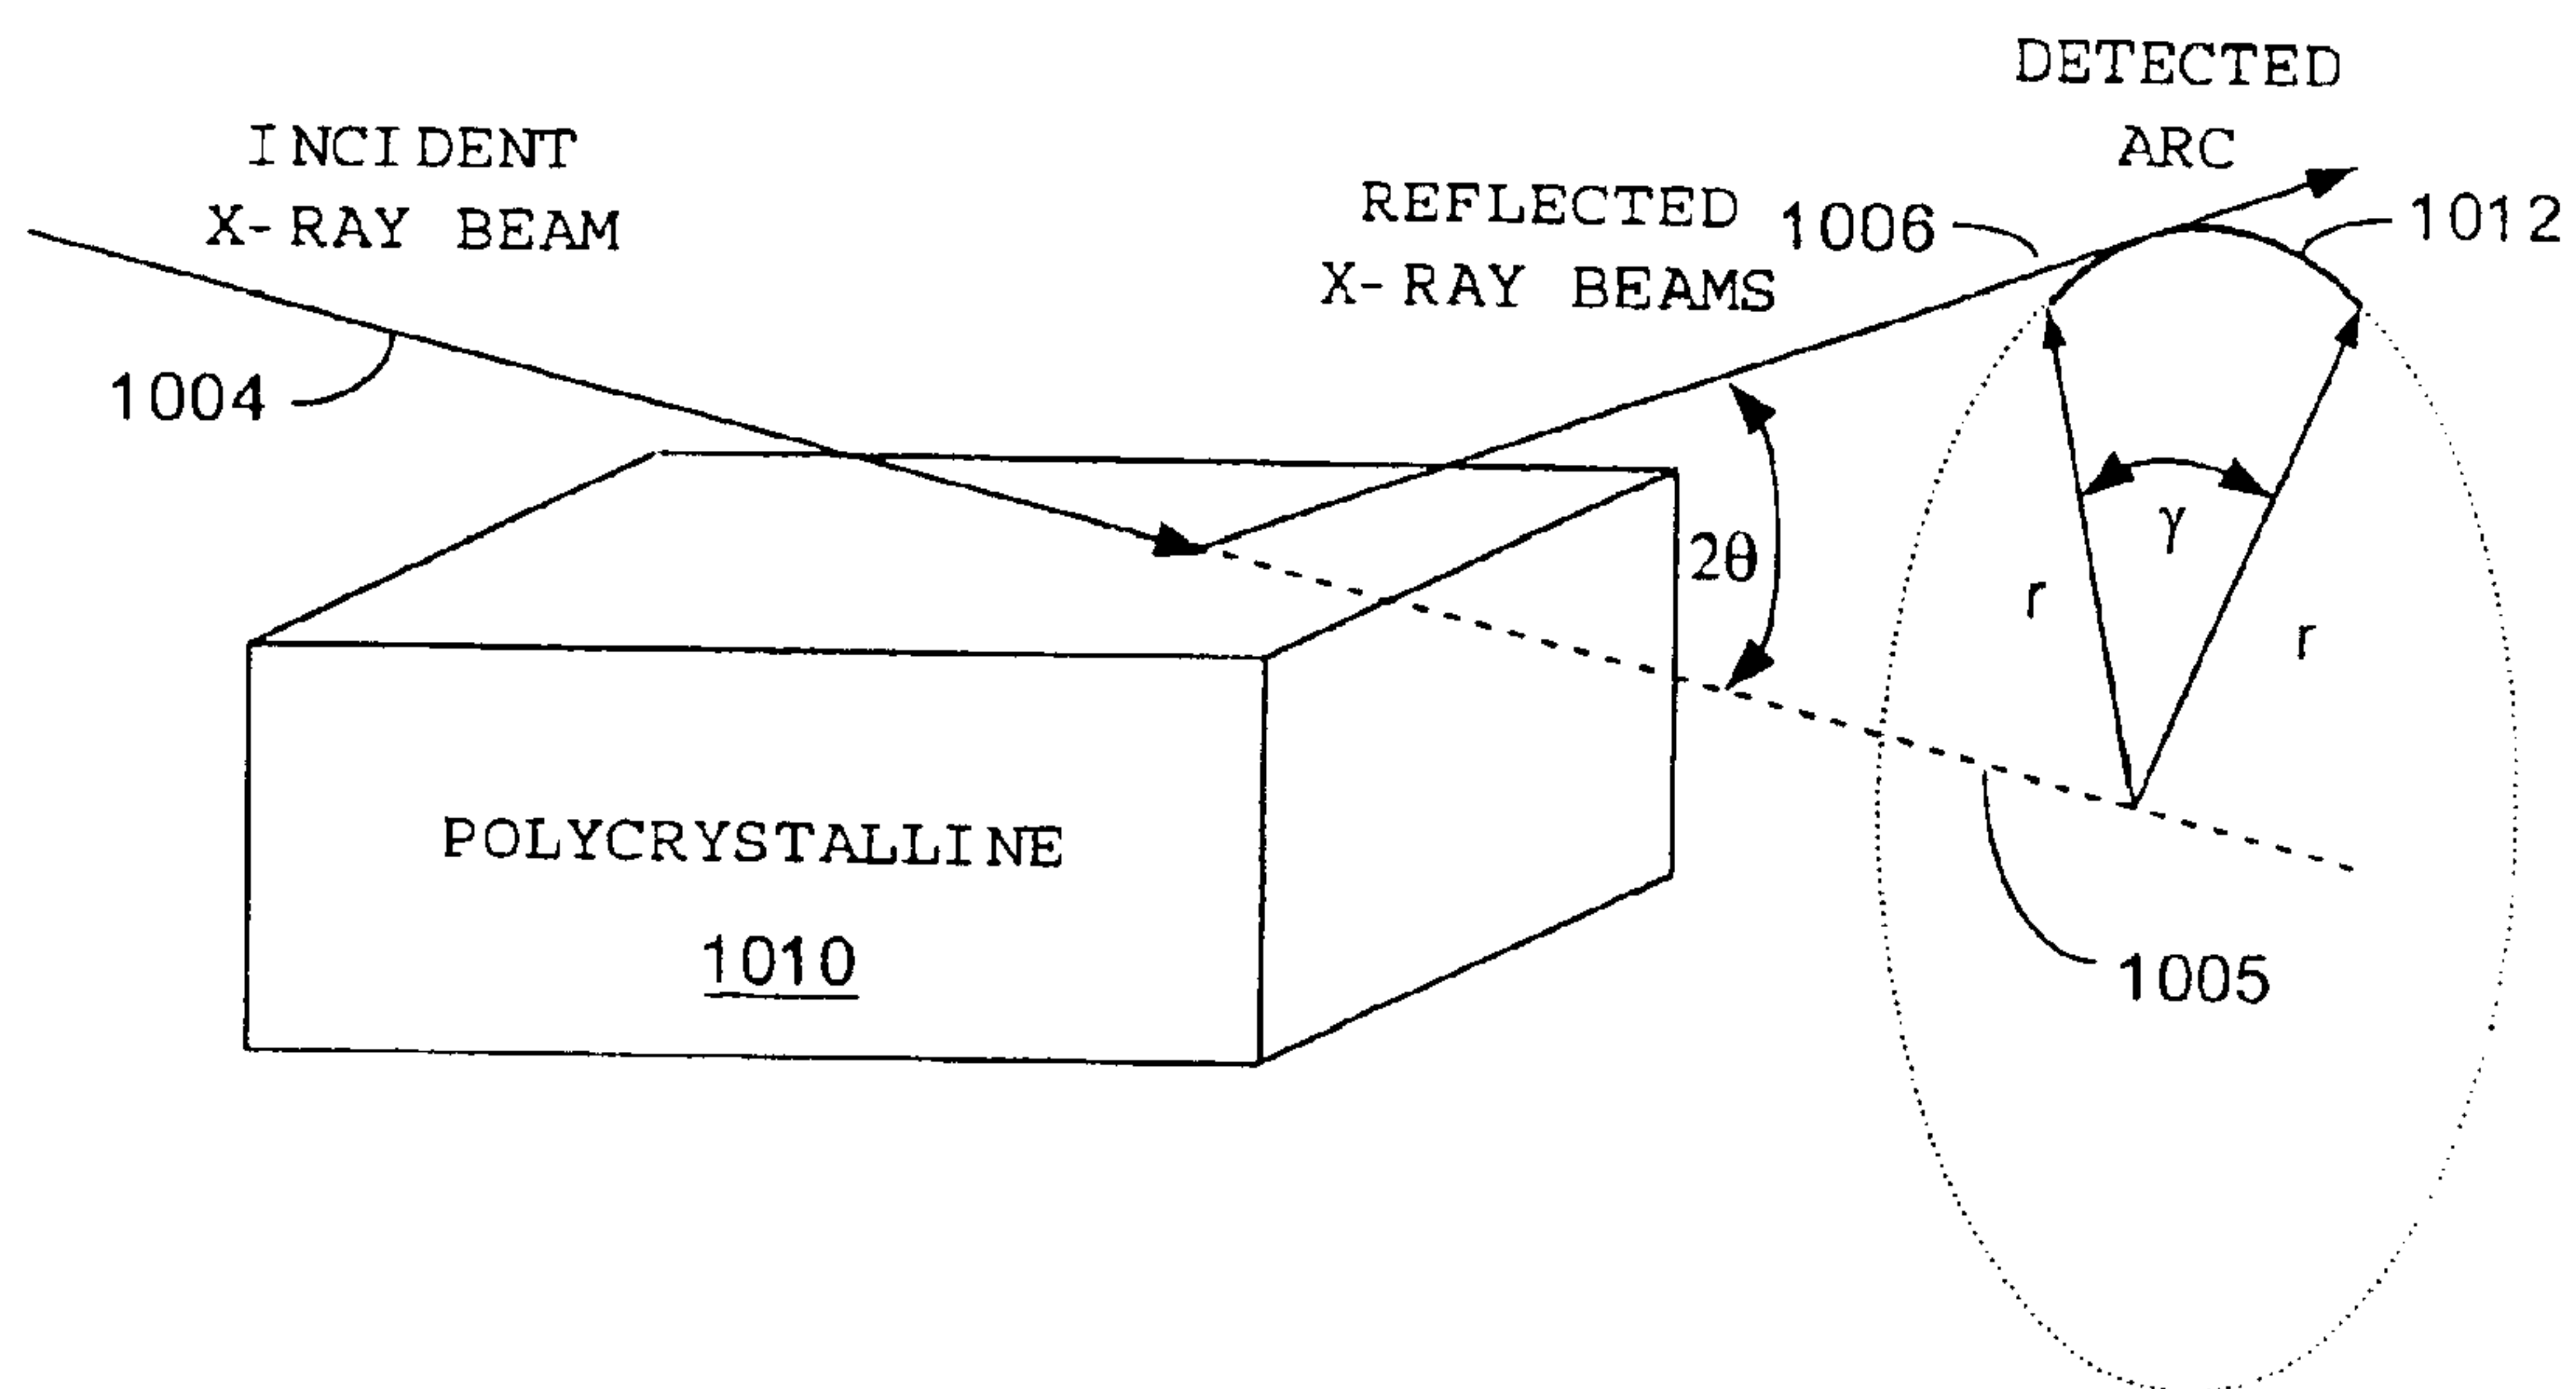 DETECTED
ARC
INCIDENT
X-RAY BEAM
REFLECTED
X-RAY BEAMS
1006
1012
1004
2θ
γ
r
r
POLYCRYSTALLINE
1010
1005